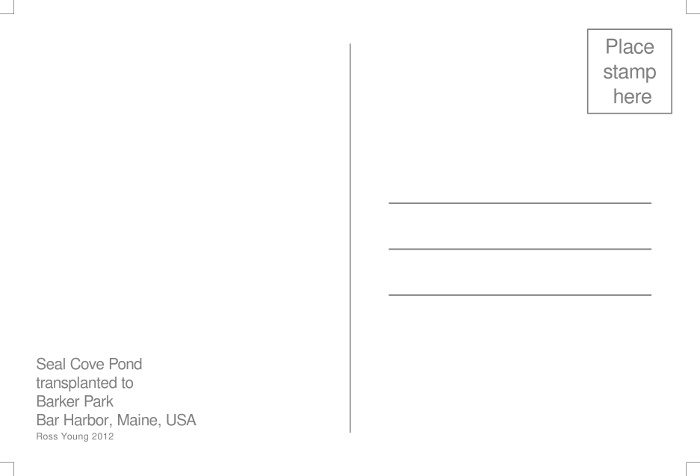 Place
stamp
here
Seal Cove Pond
transplanted to
Barker Park
Bar Harbor, Maine, USA
Ross Young 2012